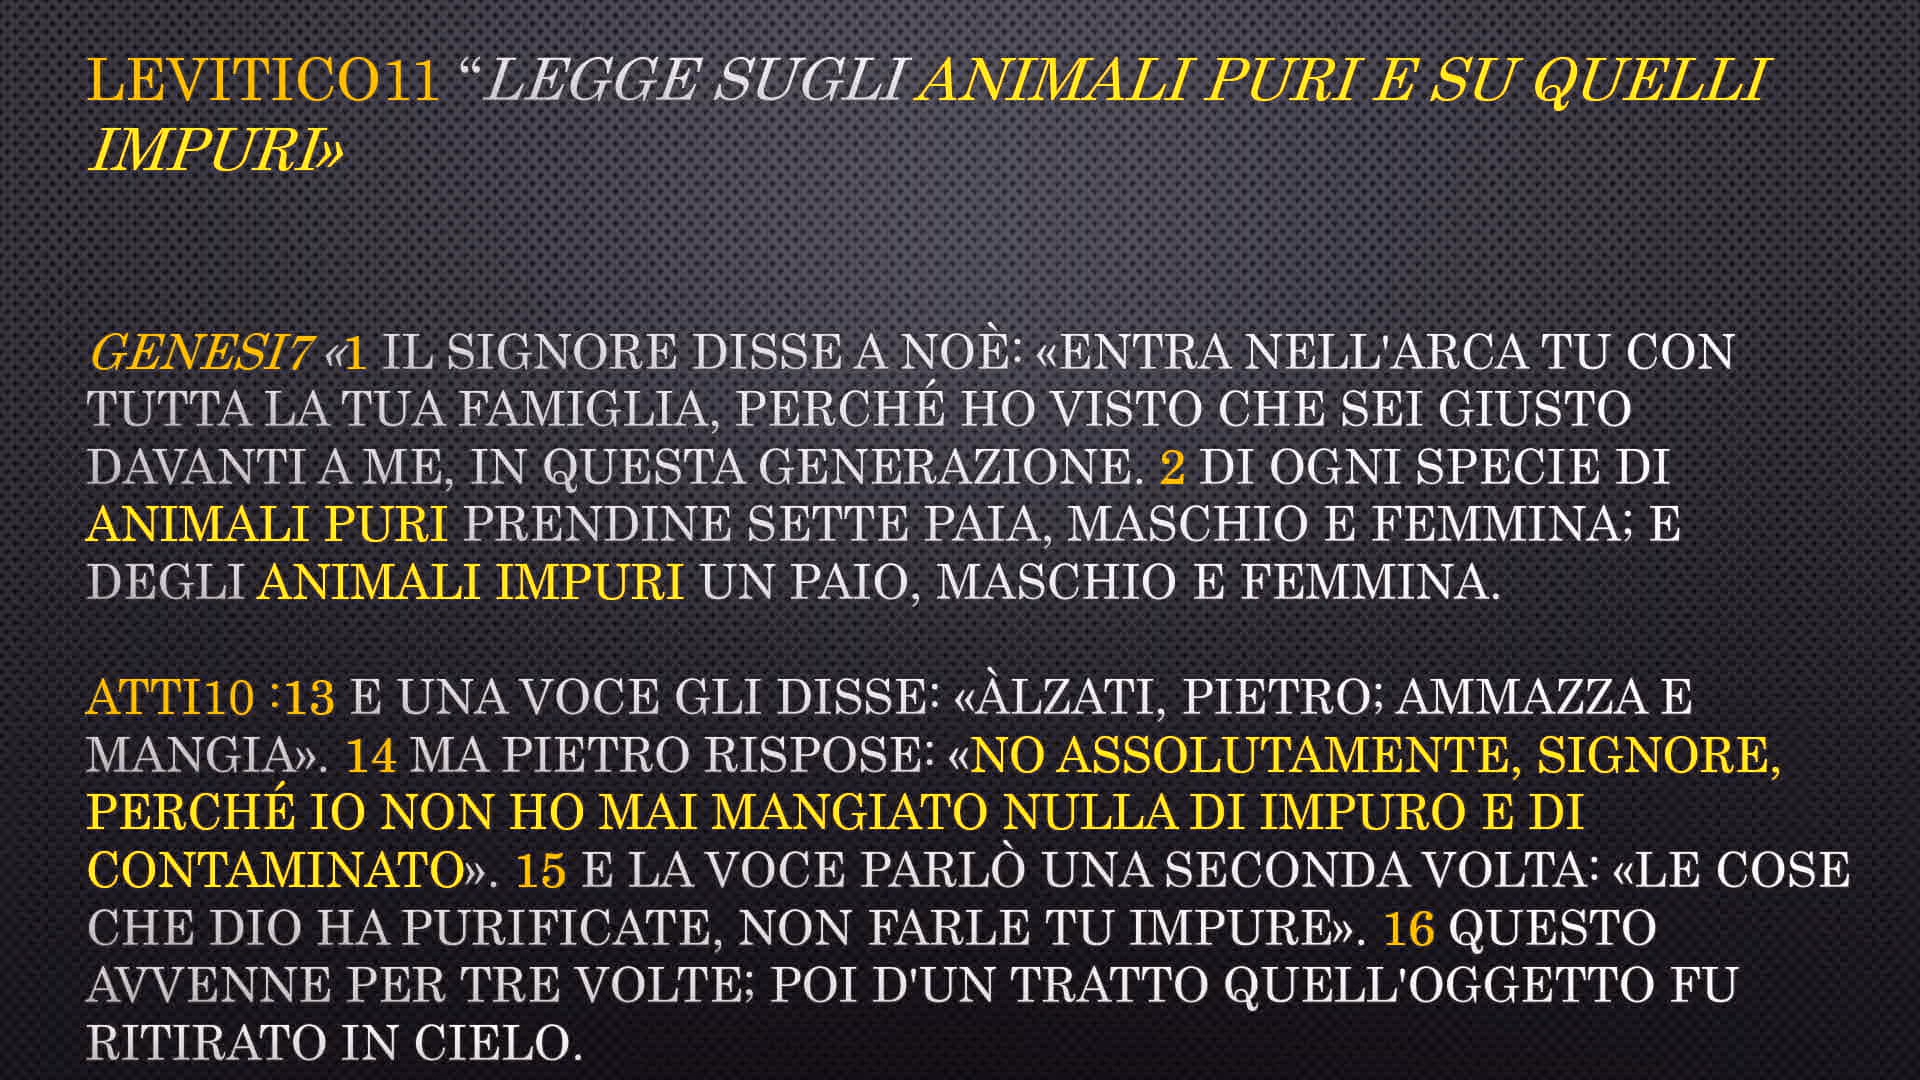 LEVITICO11 “LEGGE SUGLI ANIMALI PURI E SU QUELLI
IMPURI»
GENESI7 «1 IL SIGNORE DISSE A NOÈ: «ENTRA NELL'ARCA TU CON
TUTTA LA TUA FAMIGLIA, PERCHÉ HO VISTO CHE SEI GIUSTO
DAVANTI A ME, IN QUESTA GENERAZIONE. 2 DI OGNI SPECIE DI
ANIMALI PURI PRENDINE SETTE PAIA, MASCHIO E FEMMINA; E
DEGLI ANIMALI IMPURI UN PAIO, MASCHIO E FEMMINA.
ATTI10 :13 E UNA VOCE GLI DISSE: «ÀLZATI, PIETRO; AMMAZZA E
MANGIA». 14 MA PIETRO RISPOSE: «NO ASSOLUTAMENTE, SIGNORE,
PERCHÉ IO NON HO MAI MANGIATO NULLA DI IMPURO E DI
CONTAMINATO». 15 E LA VOCE PARLÒ UNA SECONDA VOLTA: «LE COSE
CHE DIO HA PURIFICATE, NON FARLE TU IMPURE». 16 QUESTO
AVVENNE PER TRE VOLTE; POI D'UN TRATTO QUELL'OGGETTO FU
RITIRATO IN CIELO.